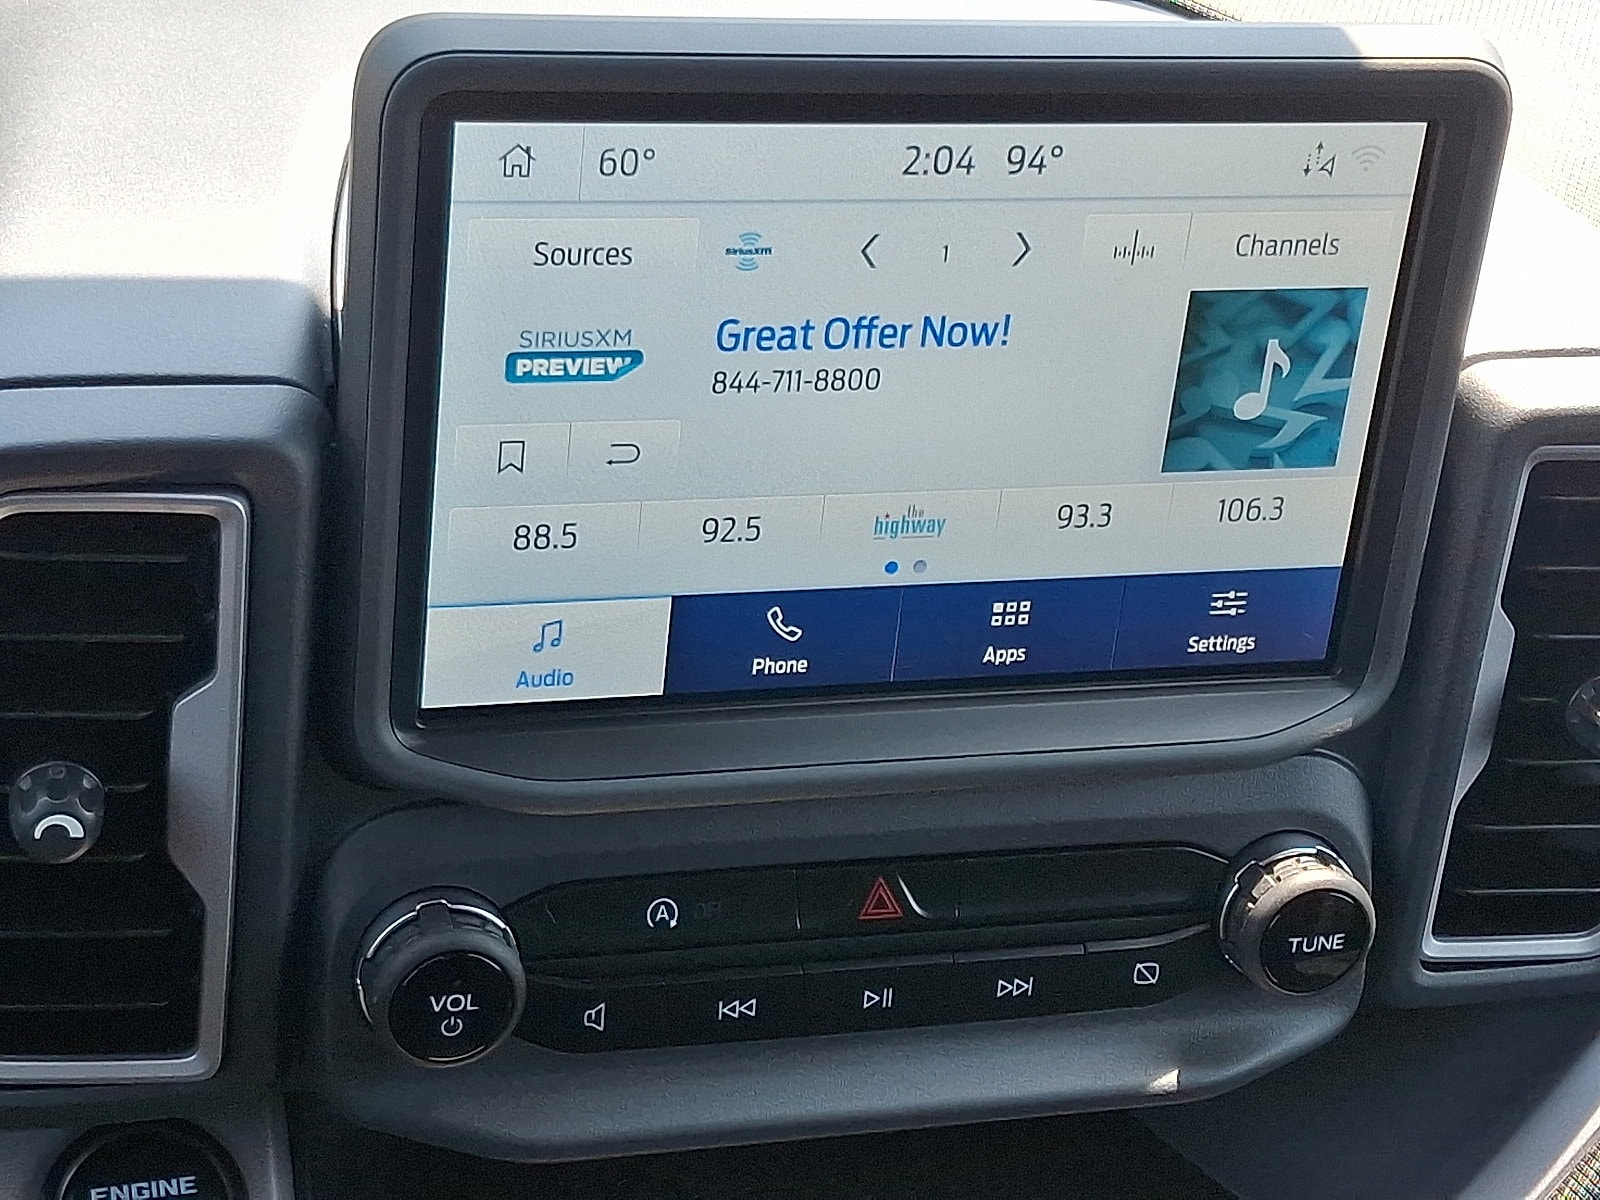 60° 2:04 94°
Sources SiriusXM 1 Channels
SIRIUSXM
PREVIEW
Great Offer Now!
844-711-8800
88.5 92.5 the highway 93.3 106.3
Audio Phone Apps Settings
A OFF
VOL
TUNE
ENGINE